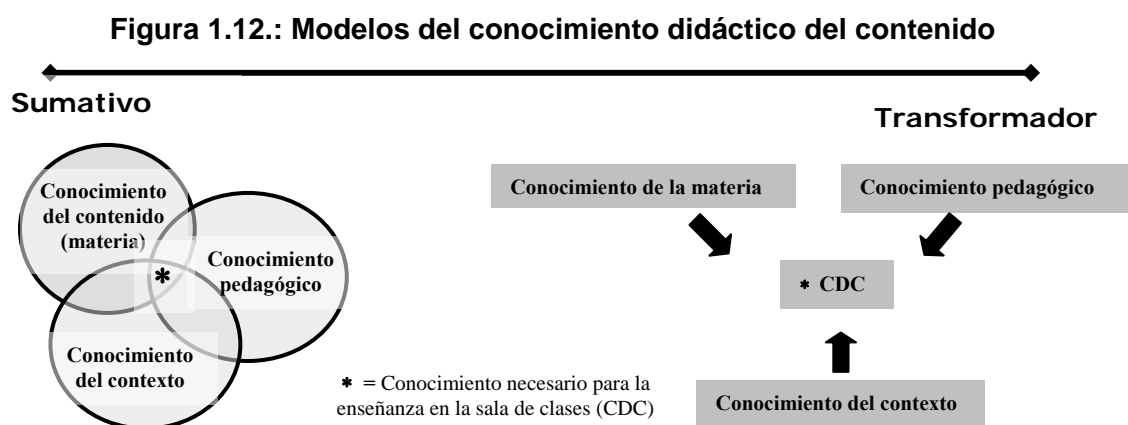 Figura 1.12.: Modelos del conocimiento didáctico del contenido
Sumativo
Transformador
Conocimiento
del contenido
(materia)
*
Conocimiento
pedagógico
Conocimiento
del contexto
* = Conocimiento necesario para la
enseñanza en la sala de clases (CDC)
Conocimiento de la materia
Conocimiento pedagógico
* CDC
Conocimiento del contexto